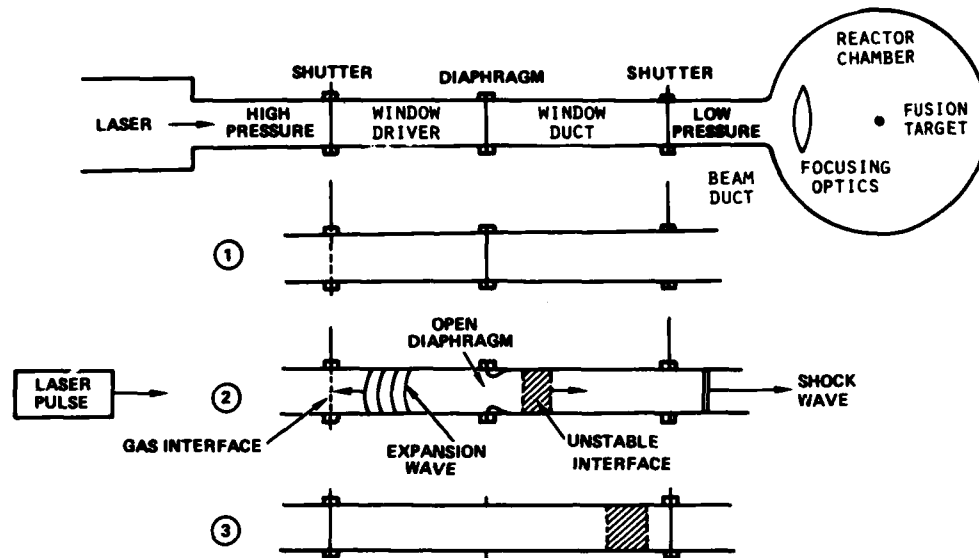 REACTOR
CHAMBER
SHUTTER
DIAPHRAGM
SHUTTER
LASER
HIGH
PRESSURE
WINDOW
DRIVER
WINDOW
DUCT
LOW
PRESSURE
FUSION
TARGET
BEAM
DUCT
FOCUSING
OPTICS
1
OPEN
DIAPHRAGM
LASER
PULSE
2
SHOCK
WAVE
GAS INTERFACE
EXPANSION
WAVE
UNSTABLE
INTERFACE
3